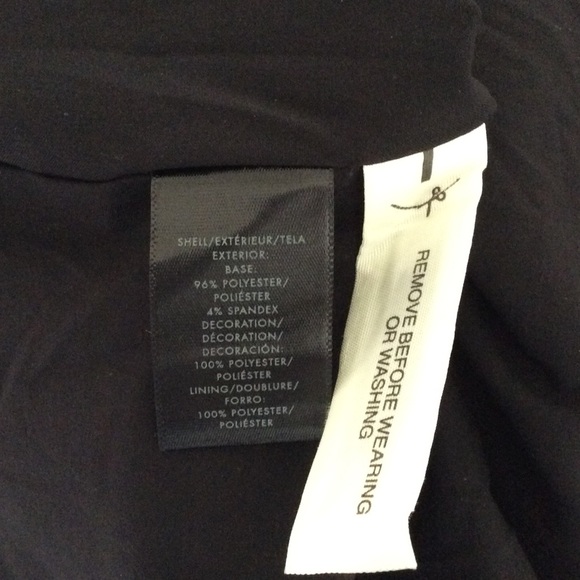 SHELL/EXTÉRIEUR/TELA
EXTERIOR:
BASE:
96% POLYESTER/
POLIÉSTER
4% SPANDEX
DECORATION/
DÉCORATION/
DECORACIÓN:
100% POLYESTER/
POLIÉSTER
LINING/DOUBLURE/
FORRO:
100% POLYESTER/
POLIÉSTER
REMOVE BEFORE WEARING
OR WASHING